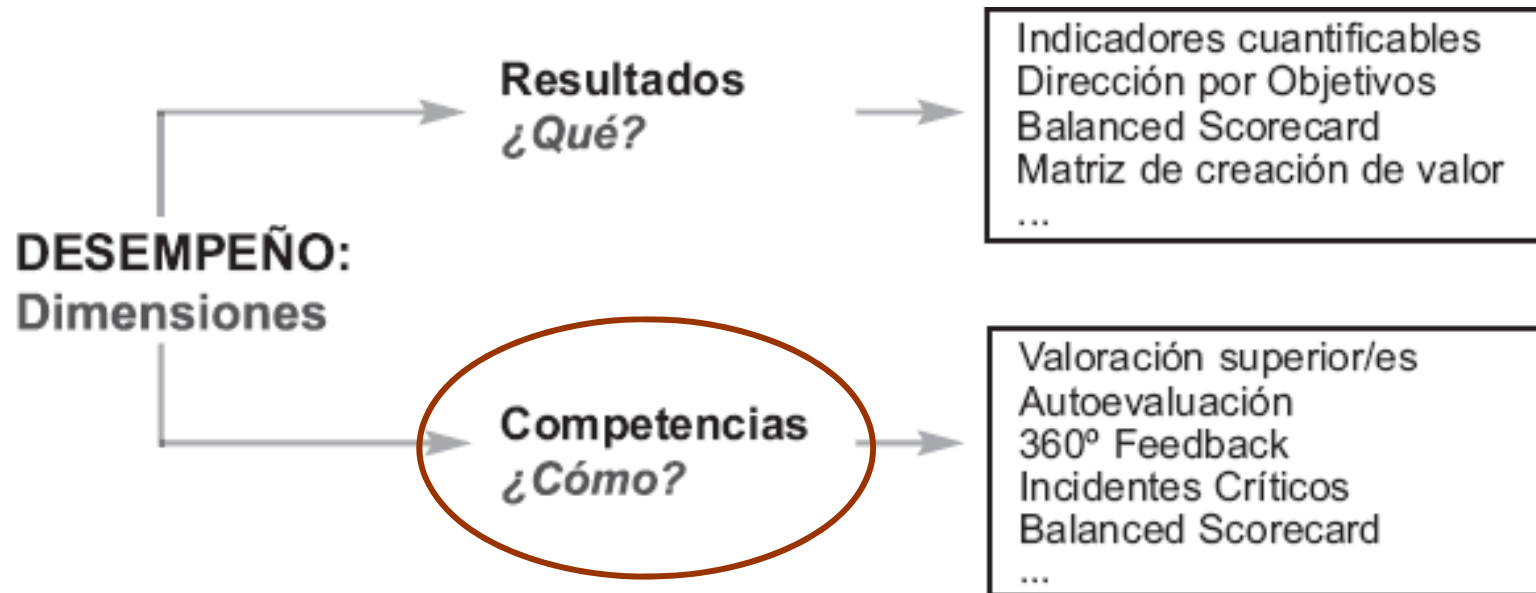 DESEMPEÑO:
Dimensiones
Resultados
¿Qué?
Indicadores cuantificables
Dirección por Objetivos
Balanced Scorecard
Matriz de creación de valor
...
Competencias
¿Cómo?
Valoración superior/es
Autoevaluación
360º Feedback
Incidentes Críticos
Balanced Scorecard
...